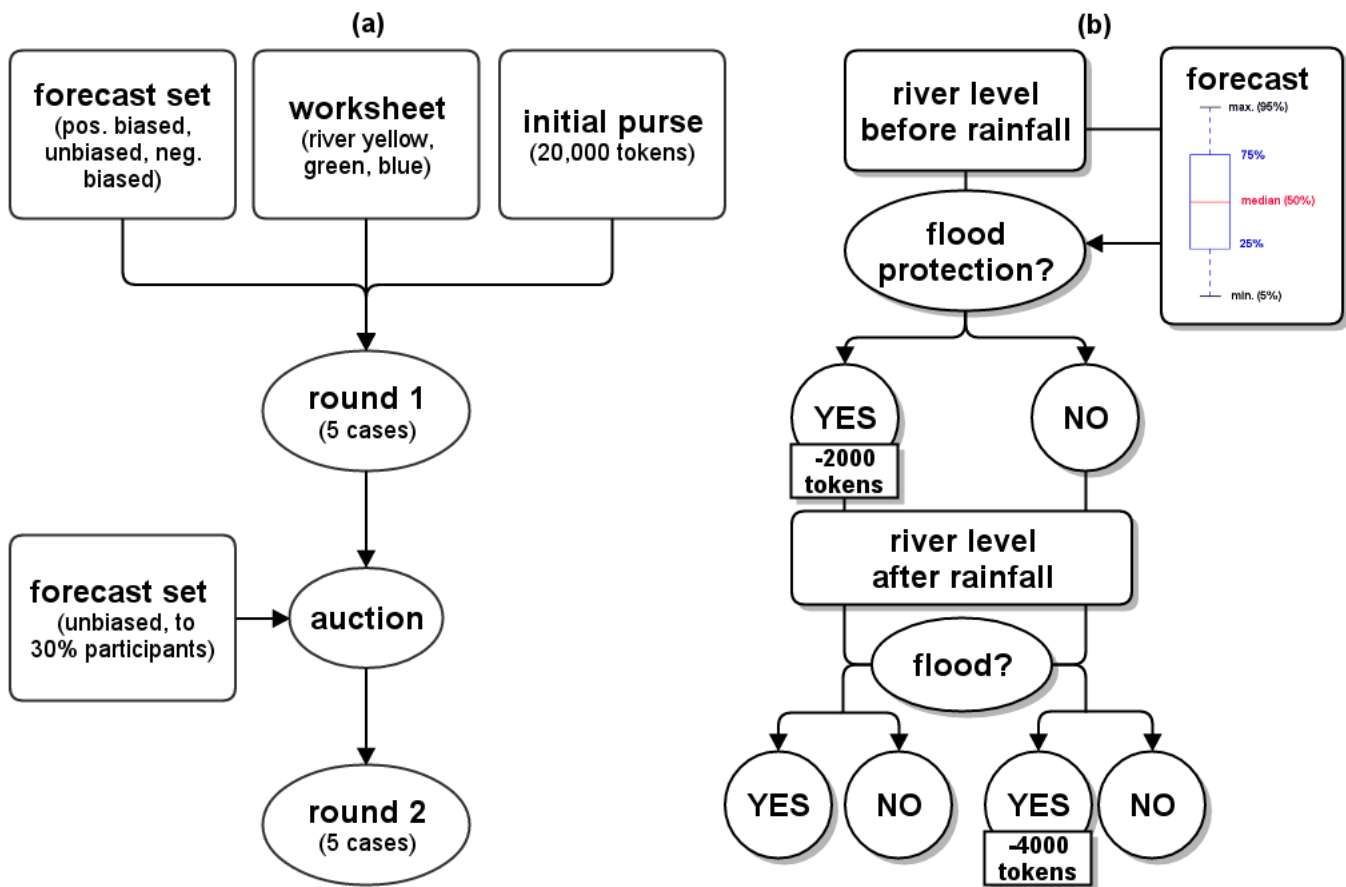 (a)
forecast set
(pos. biased,
unbiased, neg.
biased)
worksheet
(river yellow,
green, blue)
initial purse
(20,000 tokens)
round 1
(5 cases)
forecast set
(unbiased, to
30% participants)
auction
round 2
(5 cases)
(b)
river level
before rainfall
forecast
max. (95%)
75%
median (50%)
25%
min. (5%)
flood
protection?
YES
-2000
tokens
NO
river level
after rainfall
flood?
YES
NO
YES
-4000
tokens
NO